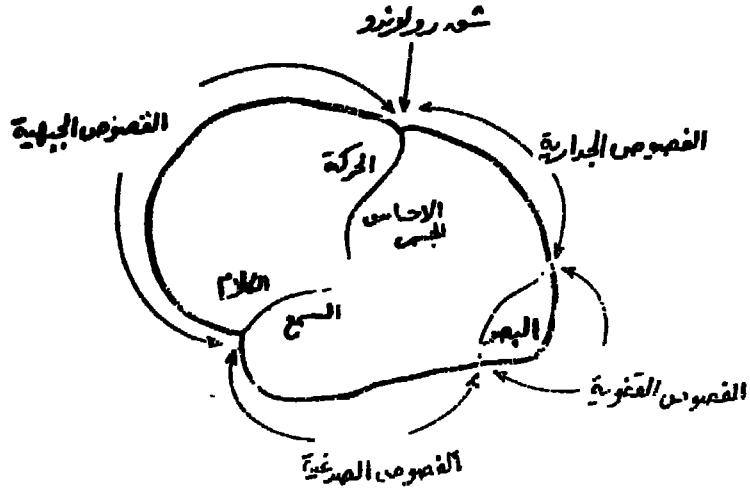 شق رولاندو
الفصوص الجبهية
الفصوص الجدارية
الحركة
الاحساس
الجسمي
الكلام
السمع
البصر
الفصوص القفوية
الفصوص الصدغية